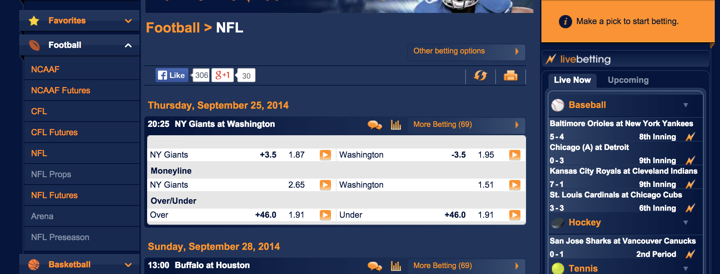 Favorites
Football
NCAAF
NCAAF Futures
CFL
CFL Futures
NFL
NFL Props
NFL Futures
Arena
NFL Preseason
Basketball
Football > NFL
Other betting options
Like 306 g+1 30
Thursday, September 25, 2014
20:25 NY Giants at Washington More Betting (69)
NY Giants +3.5 1.87 Washington -3.5 1.95
Moneyline
NY Giants 2.65 Washington 1.51
Over/Under
Over +46.0 1.91 Under +46.0 1.91
Sunday, September 28, 2014
13:00 Buffalo at Houston More Betting (69)
Make a pick to start betting.
livebetting
Live Now Upcoming
Baseball
Baltimore Orioles at New York Yankees
5 - 4 8th Inning
Chicago (A) at Detroit
0 - 3 9th Inning
Kansas City Royals at Cleveland Indians
7 - 1 9th Inning
St. Louis Cardinals at Chicago Cubs
3 - 3 6th Inning
Hockey
San Jose Sharks at Vancouver Canucks
0 - 1 2nd Period
Tennis